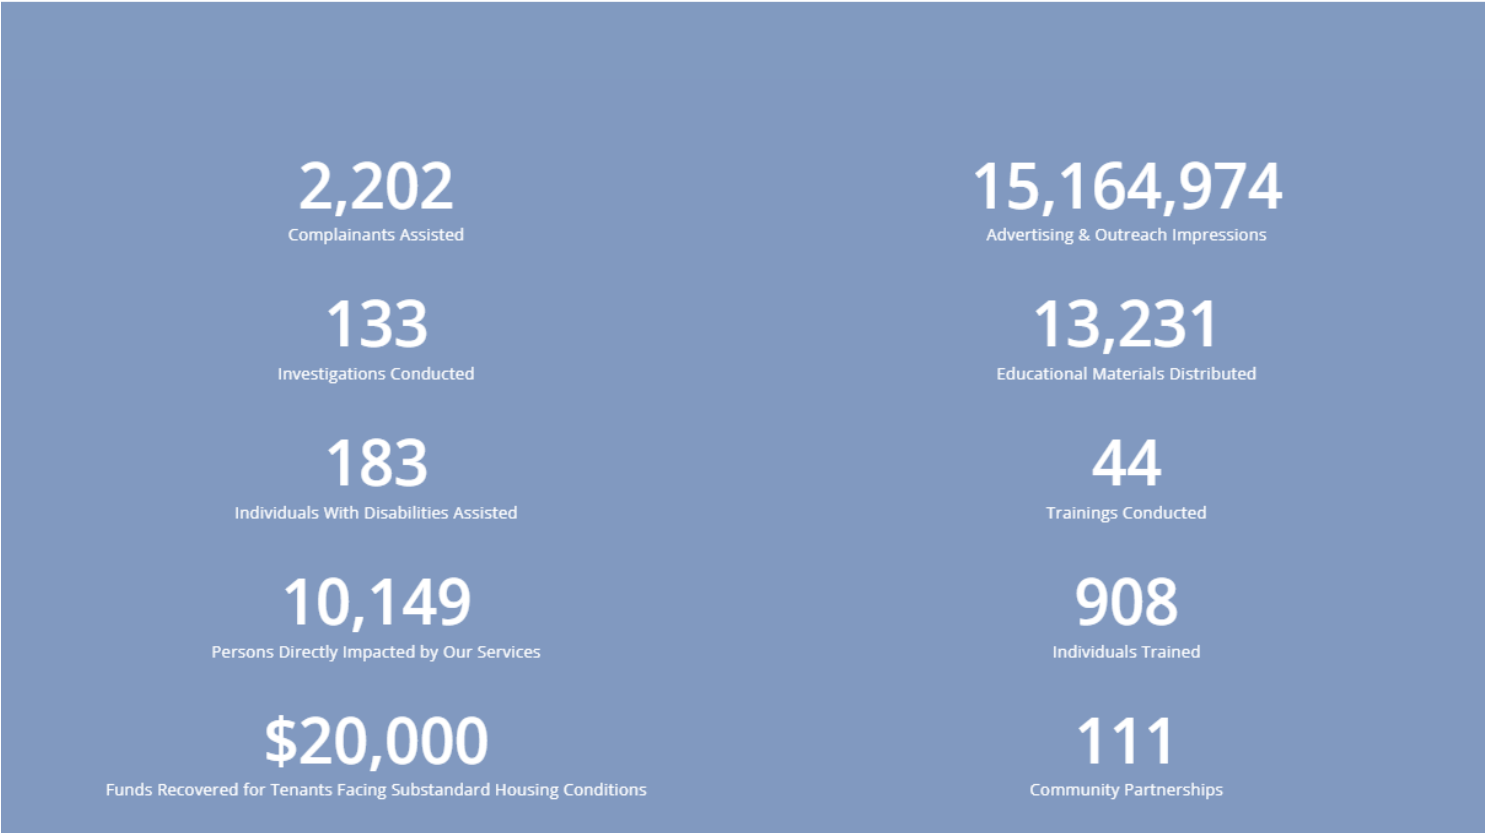 2,202
Complainants Assisted
133
Investigations Conducted
183
Individuals With Disabilities Assisted
10,149
Persons Directly Impacted by Our Services
$20,000
Funds Recovered for Tenants Facing Substandard Housing Conditions
15,164,974
Advertising & Outreach Impressions
13,231
Educational Materials Distributed
44
Trainings Conducted
908
Individuals Trained
111
Community Partnerships